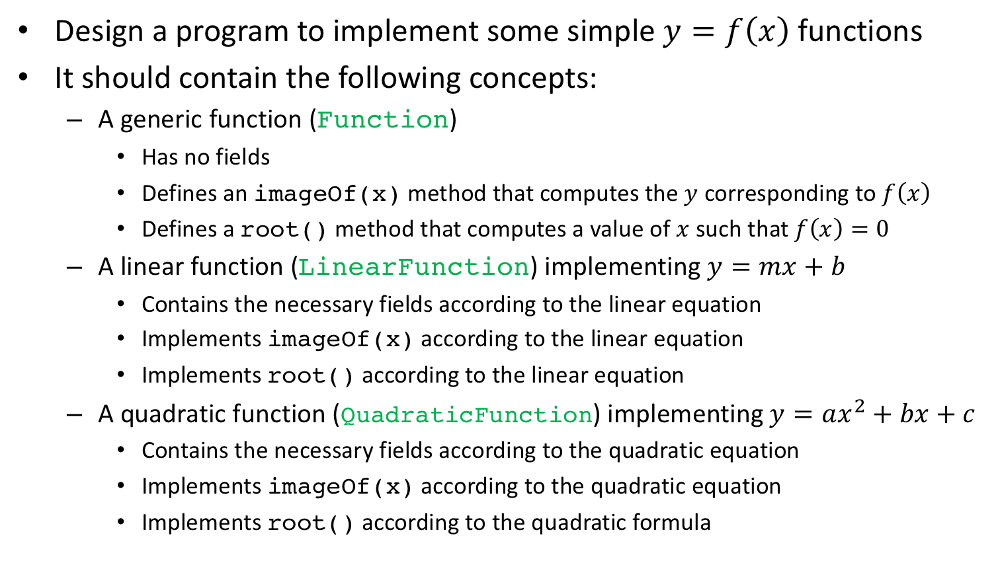 • Design a program to implement some simple y = f(x) functions
• It should contain the following concepts:
– A generic function (Function)
• Has no fields
• Defines an imageOf(x) method that computes the y corresponding to f(x)
• Defines a root() method that computes a value of x such that f(x) = 0
– A linear function (LinearFunction) implementing y = mx + b
• Contains the necessary fields according to the linear equation
• Implements imageOf(x) according to the linear equation
• Implements root() according to the linear equation
– A quadratic function (QuadraticFunction) implementing y = ax² + bx + c
• Contains the necessary fields according to the quadratic equation
• Implements imageOf(x) according to the quadratic equation
• Implements root() according to the quadratic formula